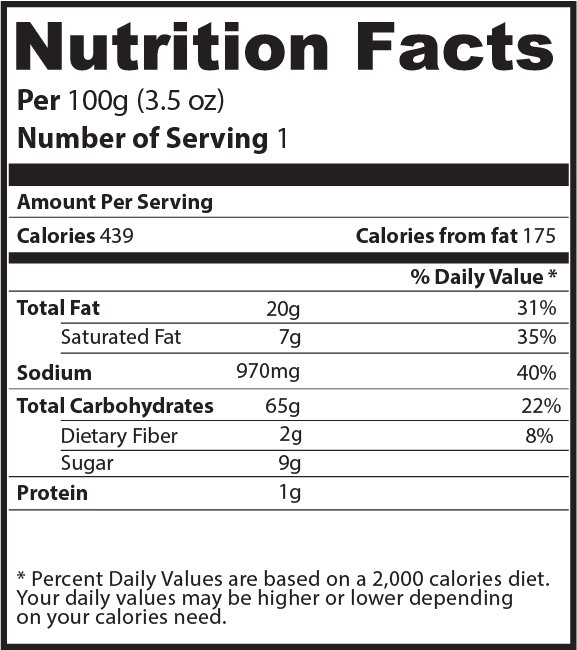 Nutrition Facts
Per 100g (3.5 oz)
Number of Serving 1
Amount Per Serving
Calories 439 Calories from fat 175
% Daily Value *
Total Fat 20g 31%
Saturated Fat 7g 35%
Sodium 970mg 40%
Total Carbohydrates 65g 22%
Dietary Fiber 2g 8%
Sugar 9g
Protein 1g
* Percent Daily Values are based on a 2,000 calories diet.
Your daily values may be higher or lower depending
on your calories need.